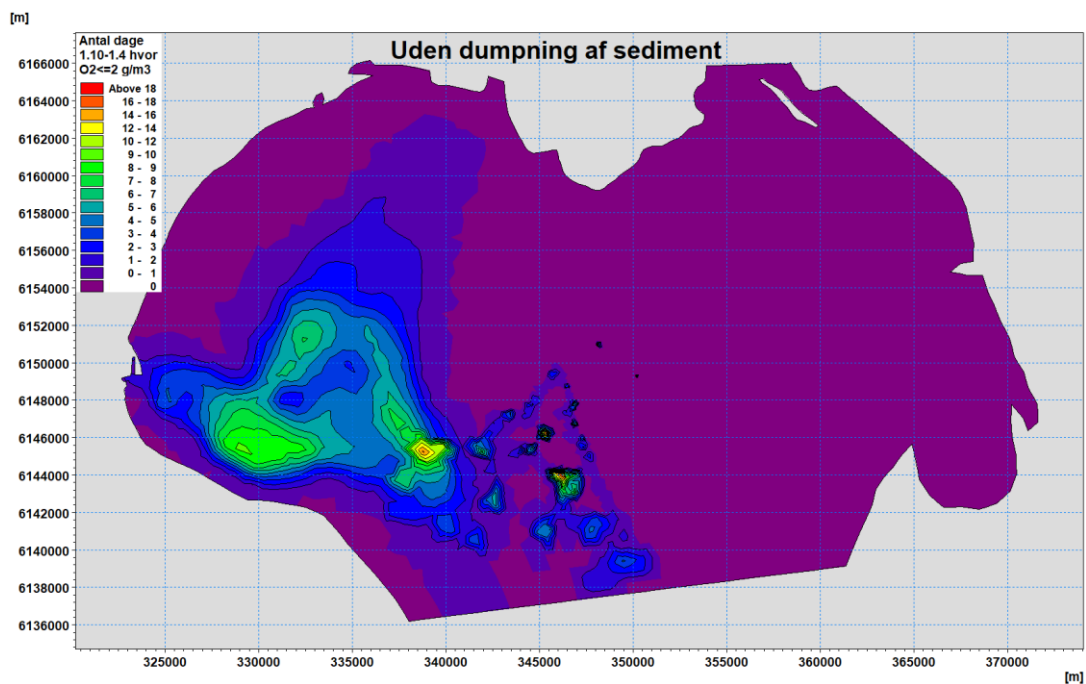 [m]
Uden dumpning af sediment
Antal dage
1.10-1.4 hvor
O2<=2 g/m3
Above 18
16 - 18
14 - 16
12 - 14
10 - 12
9 - 10
8 - 9
7 - 8
6 - 7
5 - 6
4 - 5
3 - 4
2 - 3
1 - 2
0 - 1
0
6166000
6164000
6162000
6160000
6158000
6156000
6154000
6152000
6150000
6148000
6146000
6144000
6142000
6140000
6138000
6136000
325000 330000 335000 340000 345000 350000 355000 360000 365000 370000
[m]